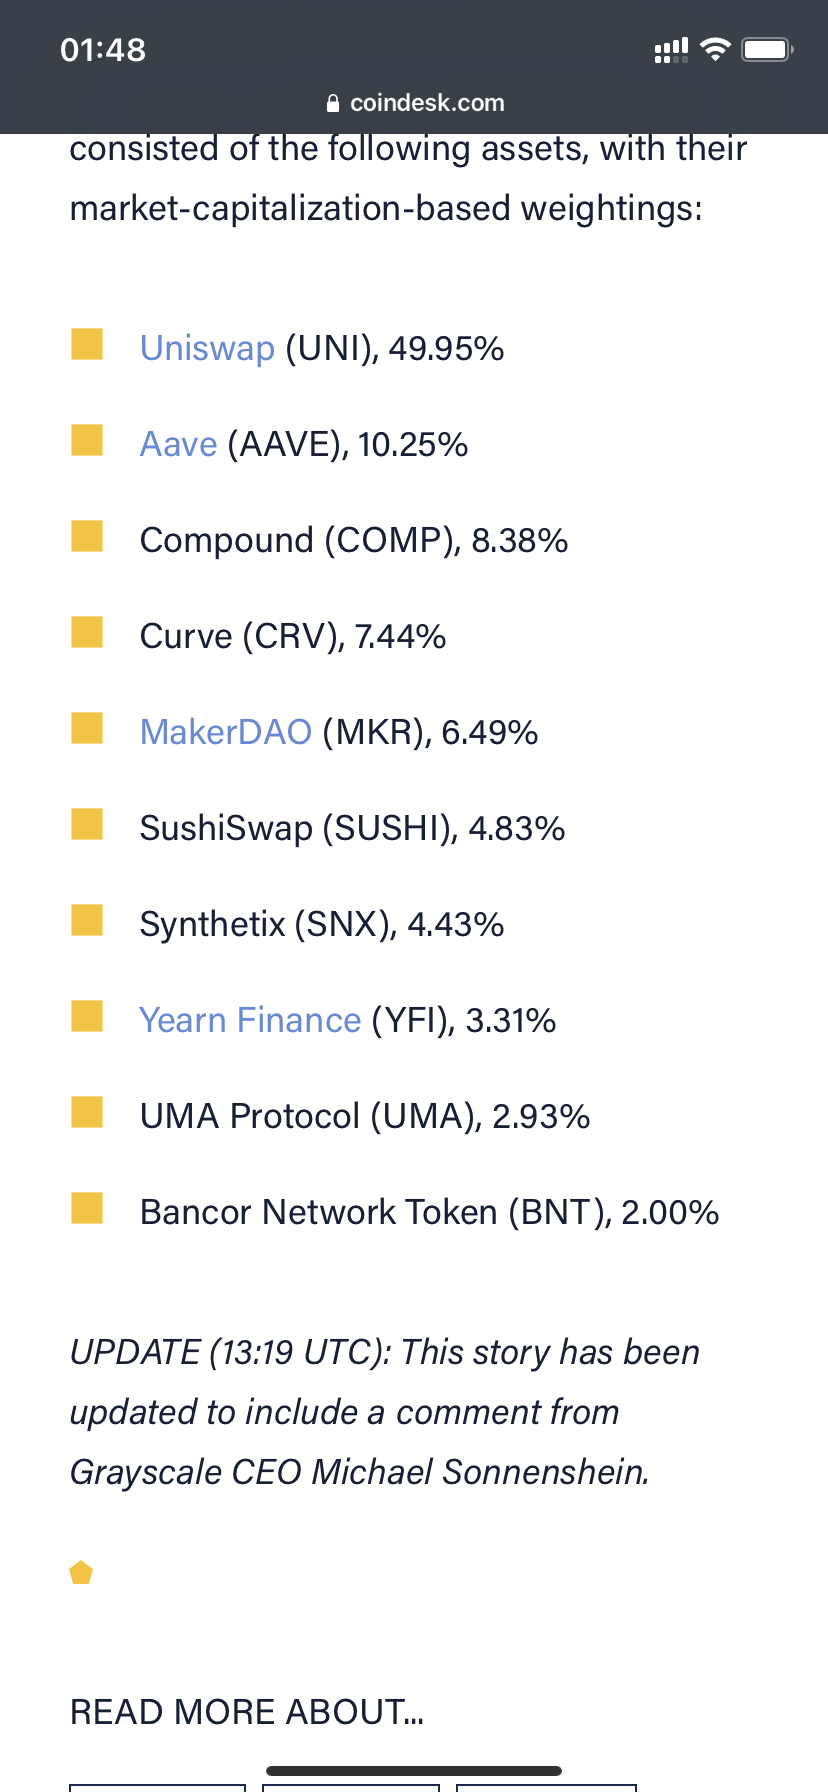 01:48
coindesk.com
consisted of the following assets, with their
market-capitalization-based weightings:
Uniswap (UNI), 49.95%
Aave (AAVE), 10.25%
Compound (COMP), 8.38%
Curve (CRV), 7.44%
MakerDAO (MKR), 6.49%
SushiSwap (SUSHI), 4.83%
Synthetix (SNX), 4.43%
Yearn Finance (YFI), 3.31%
UMA Protocol (UMA), 2.93%
Bancor Network Token (BNT), 2.00%
UPDATE (13:19 UTC): This story has been
updated to include a comment from
Grayscale CEO Michael Sonnenshein.
READ MORE ABOUT...